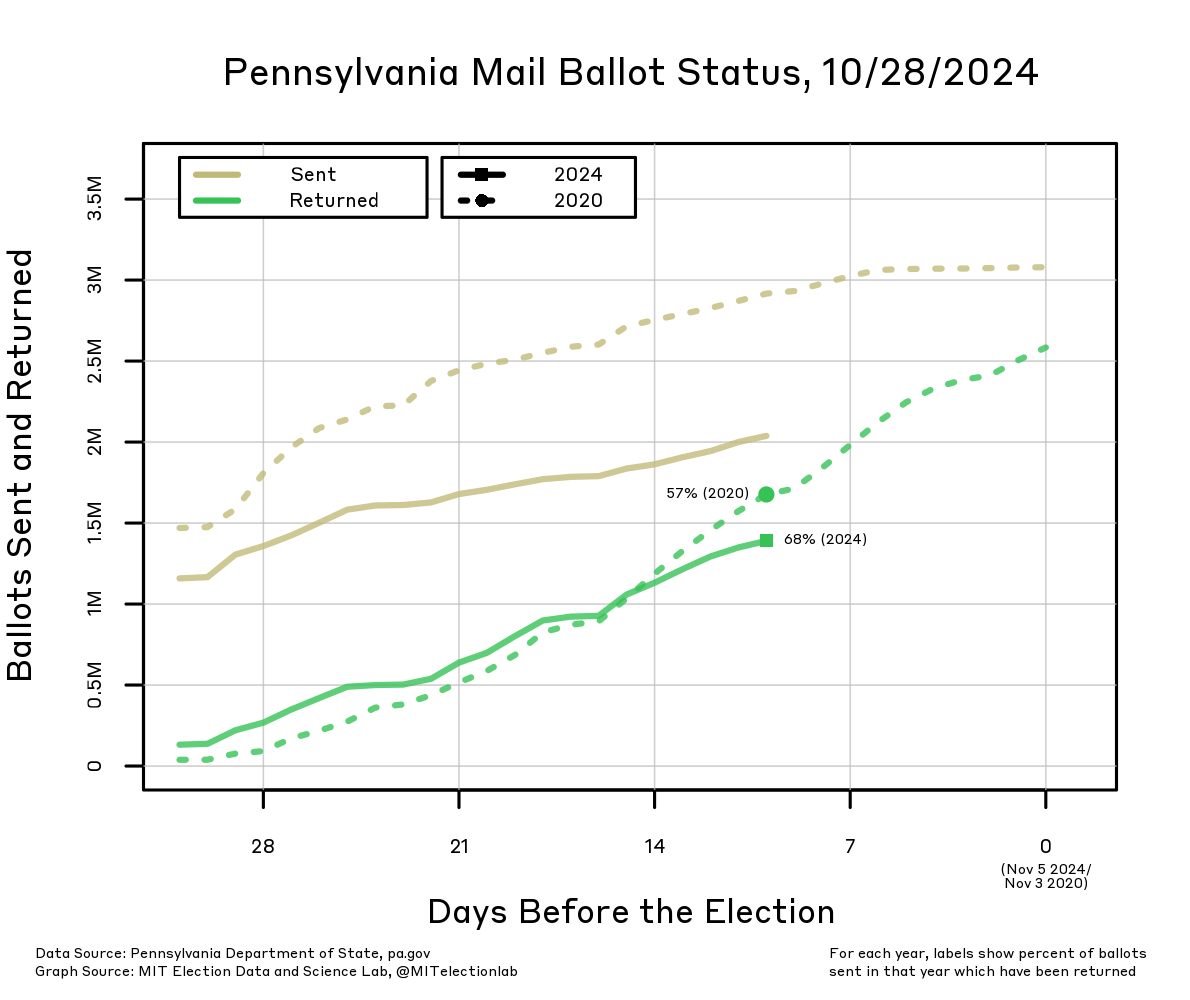 Pennsylvania Mail Ballot Status, 10/28/2024
Sent
Returned
2024
2020
Ballots Sent and Returned
3.5M
3M
2.5M
2M
1.5M
1M
0.5M
0
57% (2020)
68% (2024)
28
21
14
7
0
(Nov 5 2024/
Nov 3 2020)
Days Before the Election
Data Source: Pennsylvania Department of State, pa.gov
Graph Source: MIT Election Data and Science Lab, @MITelectionlab
For each year, labels show percent of ballots
sent in that year which have been returned